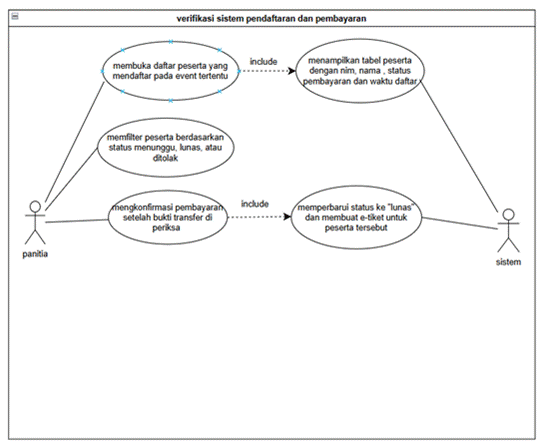 verifikasi sistem pendaftaran dan pembayaran
membuka daftar peserta yang
mendaftar pada event tertentu
include
menampilkan tabel peserta
dengan nim, nama , status
pembayaran dan waktu daftar
memfilter peserta berdasarkan
status menunggu, lunas, atau
ditolak
mengkonfirmasi pembayaran
setelah bukti transfer di
periksa
include
memperbarui status ke "lunas"
dan membuat e-tiket untuk
peserta tersebut
panitia
sistem